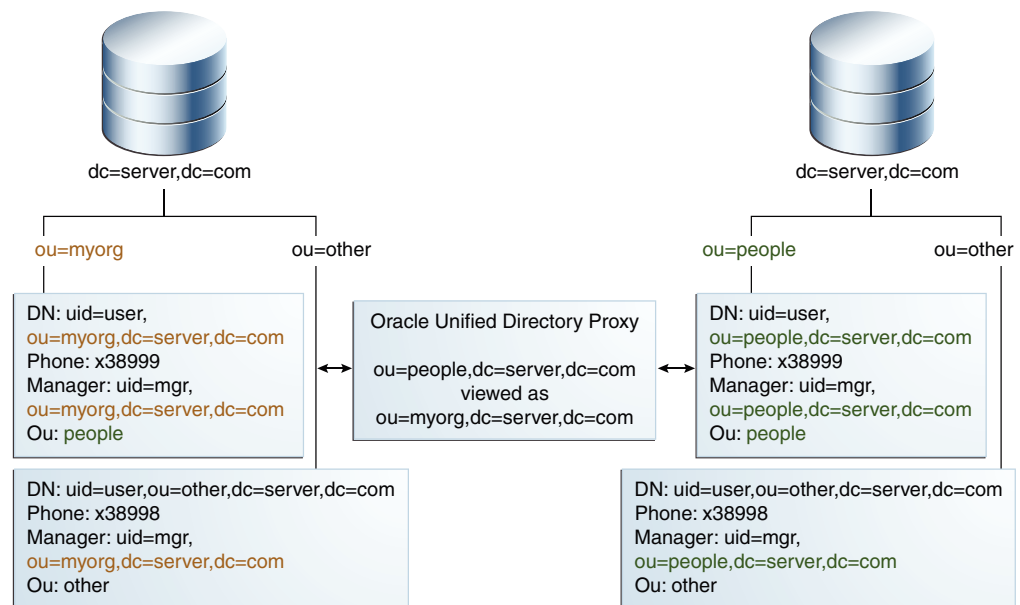 dc=server,dc=com
ou=myorg
ou=other
DN: uid=user,
ou=myorg,dc=server,dc=com
Phone: x38999
Manager: uid=mgr,
ou=myorg,dc=server,dc=com
Ou: people
DN: uid=user,ou=other,dc=server,dc=com
Phone: x38998
Manager: uid=mgr,
ou=myorg,dc=server,dc=com
Ou: other
Oracle Unified Directory Proxy
ou=people,dc=server,dc=com
viewed as
ou=myorg,dc=server,dc=com
dc=server,dc=com
ou=people
ou=other
DN: uid=user,
ou=people,dc=server,dc=com
Phone: x38999
Manager: uid=mgr,
ou=people,dc=server,dc=com
Ou: people
DN: uid=user,ou=other,dc=server,dc=com
Phone: x38998
Manager: uid=mgr,
ou=people,dc=server,dc=com
Ou: other